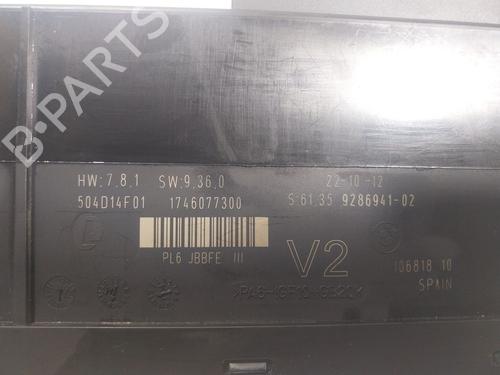 B-PARTS
HW:7.8.1 SW:9.36.0 22-10-12
504D14F01 1746077300 S 61.35 9286941-02
PL6 JBBFE III
V2
106818 10
SPAIN